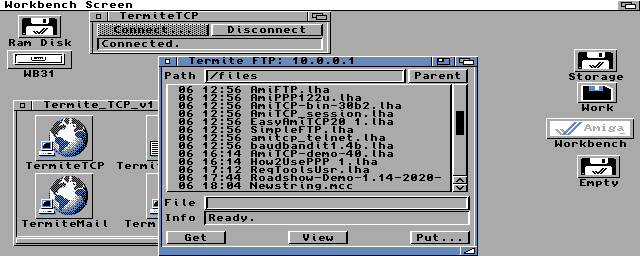 Workbench Screen
Ram Disk
WB31
TermiteTCP
Connect Disconnect
Connected.
Termite FTP: 10.0.0.1
Path /files Parent
06 12:56 AmiFTP.lha
06 12:56 AmiPPP122u.lha
06 12:56 AmiTCP-bin-30b2.lha
06 12:56 AmiTCP_session.lha
06 12:56 EasyAmiTCP20_1.lha
06 12:56 SimpleFTP.lha
06 12:56 amitcp_telnet.lha
06 12:56 baudbandit1.4b.lha
06 16:14 AmiTCP-demo-40.lha
06 16:14 How2UsePPP_1.lha
06 17:12 ReqToolsUsr.lha
06 17:44 Roadshow-Demo-1.14-2020-
06 18:04 Newstring.mcc
File
Info Ready.
Get View Put...
Termite_TCP_v1
TermiteTCP
Termi
TermiteMail
Ter
Storage
Work
Amiga
Workbench
Empty